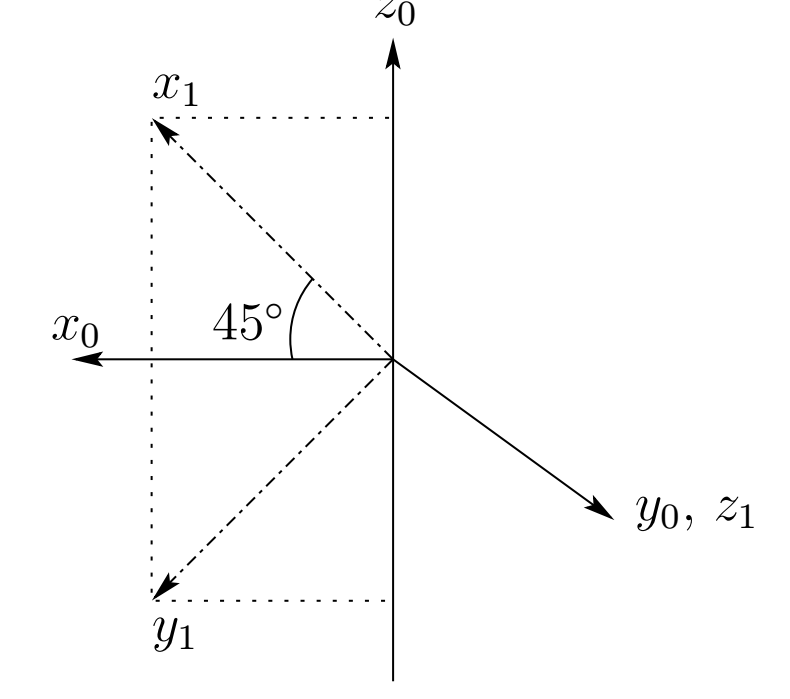 z₀
x₁
45°
x₀
y₀, z₁
y₁